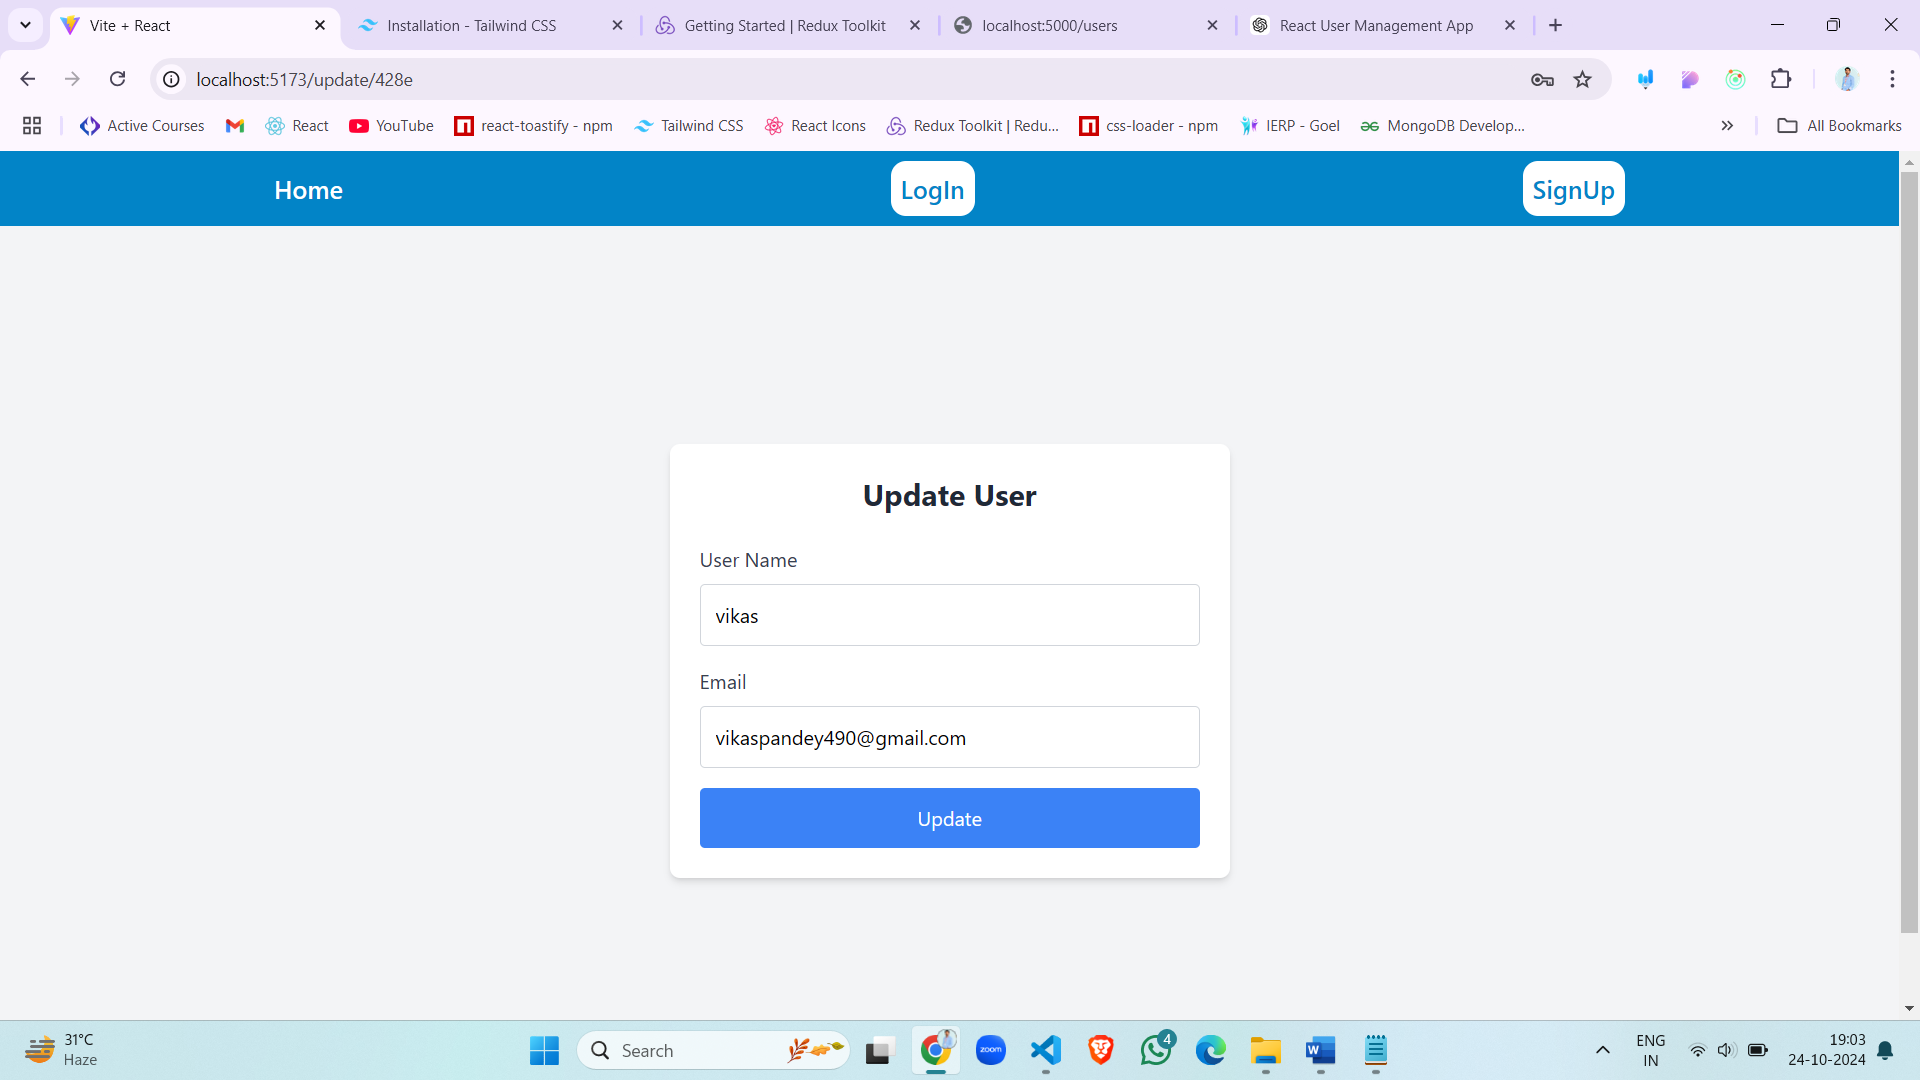 Vite + React
Installation - Tailwind CSS
Getting Started | Redux Toolkit
localhost:5000/users
React User Management App
localhost:5173/update/428e
Active Courses
React
YouTube
react-toastify - npm
Tailwind CSS
React Icons
Redux Toolkit | Redu...
css-loader - npm
IERP - Goel
MongoDB Develop...
All Bookmarks
Home
LogIn
SignUp
Update User
User Name
vikas
Email
vikaspandey490@gmail.com
Update
31°C
Haze
Search
zoom
4
W
ENG
IN
19:03
24-10-2024